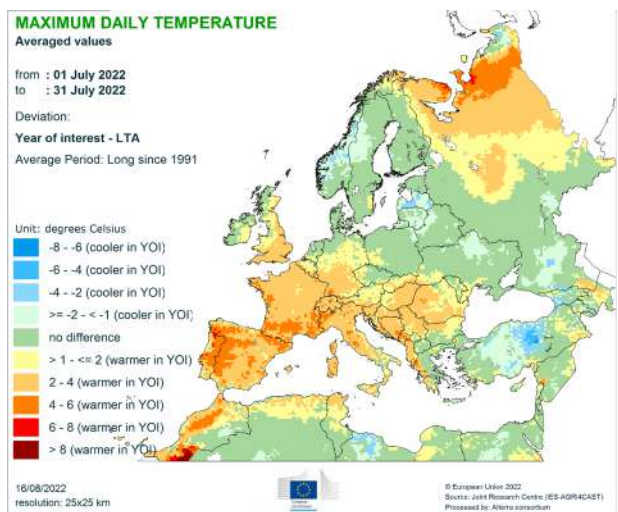 MAXIMUM DAILY TEMPERATURE
Averaged values
from : 01 July 2022
to : 31 July 2022
Deviation:
Year of interest - LTA
Average Period: Long since 1991
Unit: degrees Celsius
-8 - -6 (cooler in YOI)
-6 - -4 (cooler in YOI)
-4 - -2 (cooler in YOI)
>= -2 - < -1 (cooler in YOI)
no difference
> 1 - <= 2 (warmer in YOI)
2 - 4 (warmer in YOI)
4 - 6 (warmer in YOI)
6 - 8 (warmer in YOI)
> 8 (warmer in YOI)
16/08/2022
resolution: 25x25 km
© European Union 2022
Source: Joint Research Centre (IES-AGRI4CAST)
Processed by: Alterra consortium